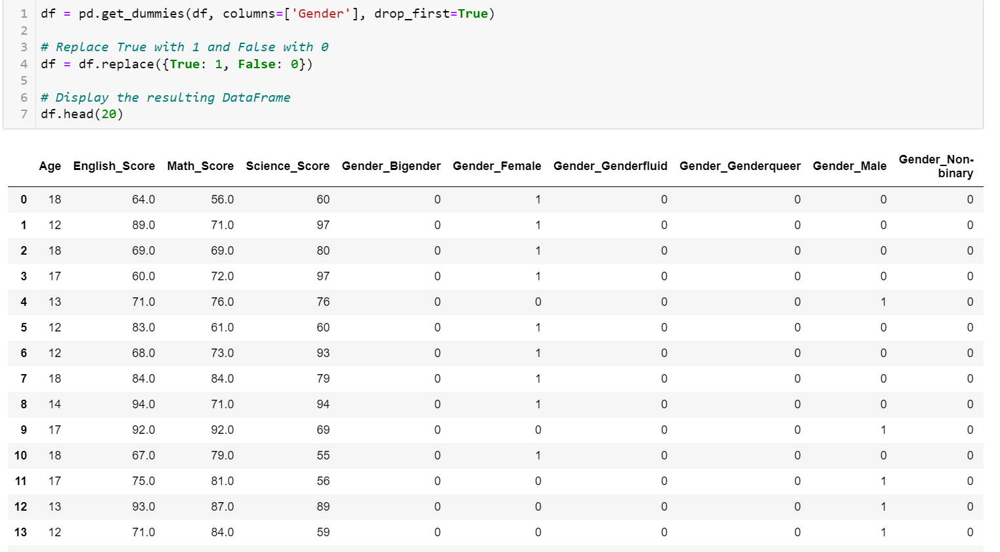 1 df = pd.get_dummies(df, columns=['Gender'], drop_first=True)
2
3 # Replace True with 1 and False with 0
4 df = df.replace({True: 1, False: 0})
5
6 # Display the resulting DataFrame
7 df.head(20)
Age English_Score Math_Score Science_Score Gender_Bigender Gender_Female Gender_Genderfluid Gender_Genderqueer Gender_Male Gender_Non-
binary
0 18 64.0 56.0 60 0 1 0 0 0 0
1 12 89.0 71.0 97 0 1 0 0 0 0
2 18 69.0 69.0 80 0 1 0 0 0 0
3 17 60.0 72.0 97 0 1 0 0 0 0
4 13 71.0 76.0 76 0 0 0 0 1 0
5 12 83.0 61.0 60 0 1 0 0 0 0
6 12 68.0 73.0 93 0 1 0 0 0 0
7 18 84.0 84.0 79 0 1 0 0 0 0
8 14 94.0 71.0 94 0 1 0 0 0 0
9 17 92.0 92.0 69 0 0 0 0 1 0
10 18 67.0 79.0 55 0 1 0 0 0 0
11 17 75.0 81.0 56 0 0 0 0 1 0
12 13 93.0 87.0 89 0 0 0 0 1 0
13 12 71.0 84.0 59 0 0 0 0 1 0